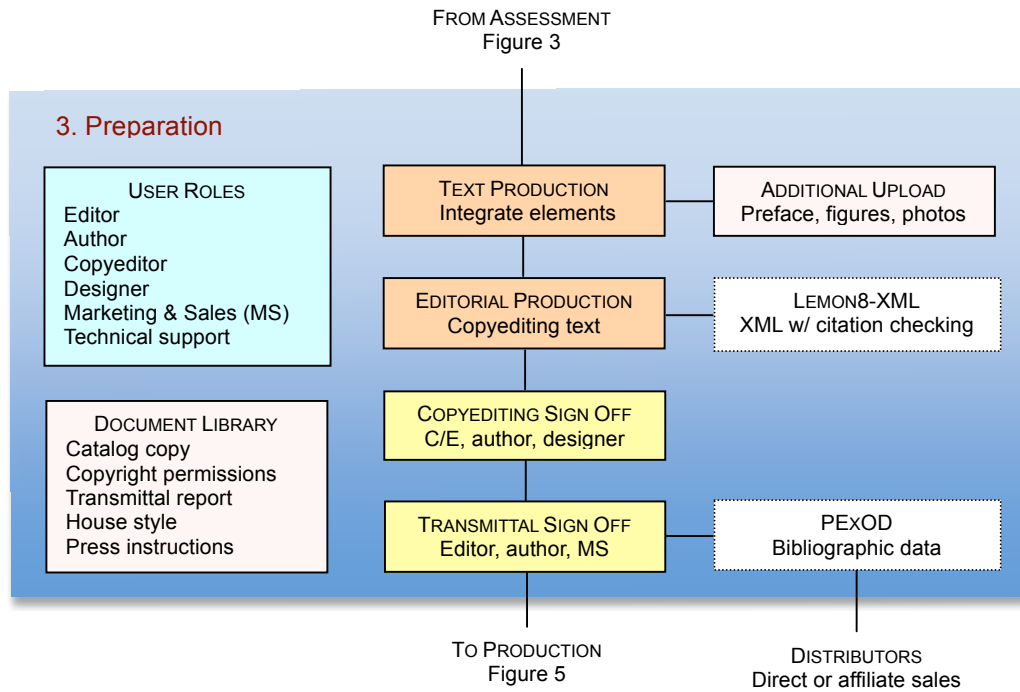 FROM ASSESSMENT
Figure 3
3. Preparation
USER ROLES
Editor
Author
Copyeditor
Designer
Marketing & Sales (MS)
Technical support
DOCUMENT LIBRARY
Catalog copy
Copyright permissions
Transmittal report
House style
Press instructions
TEXT PRODUCTION
Integrate elements
ADDITIONAL UPLOAD
Preface, figures, photos
EDITORIAL PRODUCTION
Copyediting text
LEMON8-XML
XML w/ citation checking
COPYEDITING SIGN OFF
C/E, author, designer
TRANSMITTAL SIGN OFF
Editor, author, MS
PEXOD
Bibliographic data
TO PRODUCTION
Figure 5
DISTRIBUTORS
Direct or affiliate sales